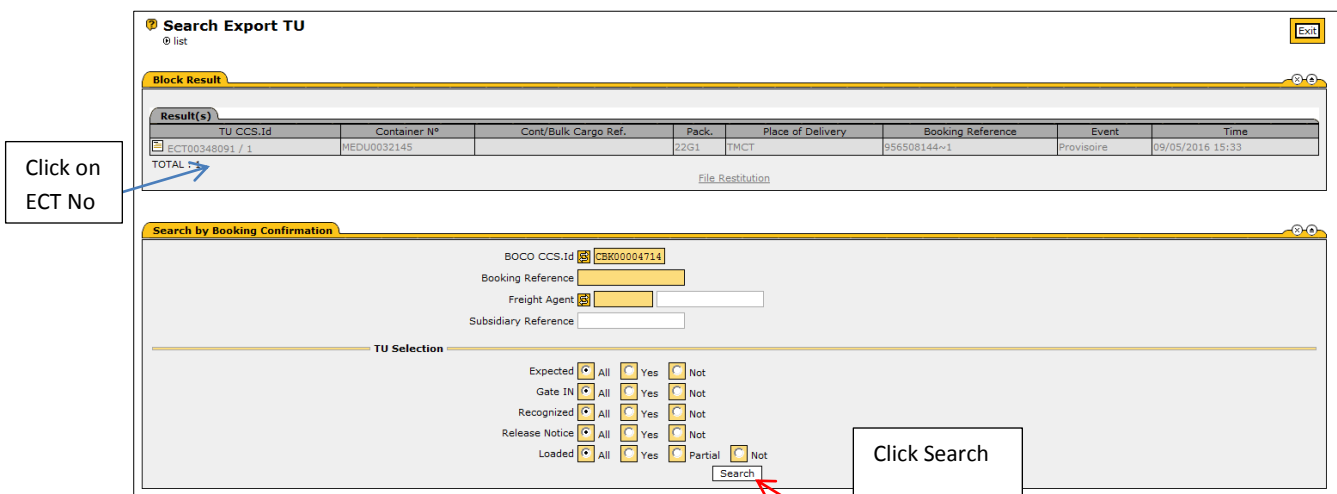 Search Export TU
list
Exit
Block Result
Result(s)
TU CCS.Id Container N° Cont/Bulk Cargo Ref. Pack. Place of Delivery Booking Reference Event Time
ECT00348091 / 1 MEDU0032145 22G1 TMCT 956508144~1 Provisoire 09/05/2016 15:33
TOTAL :
File Restitution
Click on
ECT No
Search by Booking Confirmation
BOCO CCS.Id CBK00004714
Booking Reference
Freight Agent
Subsidiary Reference
TU Selection
Expected All Yes Not
Gate IN All Yes Not
Recognized All Yes Not
Release Notice All Yes Not
Loaded All Yes Partial Not
Search
Click Search